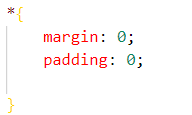 *{
margin: 0;
padding: 0;
}